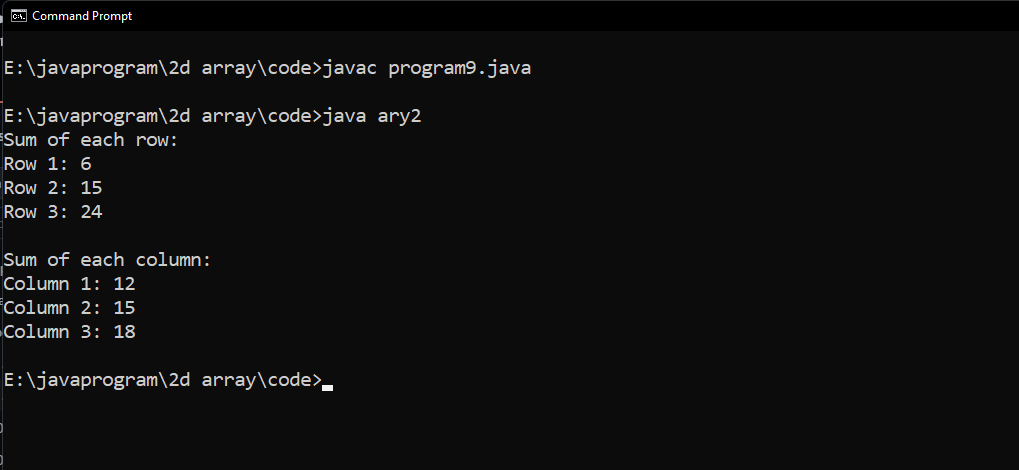 Command Prompt
E:\javaprogram\2d array\code>javac program9.java
E:\javaprogram\2d array\code>java ary2
Sum of each row:
Row 1: 6
Row 2: 15
Row 3: 24
Sum of each column:
Column 1: 12
Column 2: 15
Column 3: 18
E:\javaprogram\2d array\code>